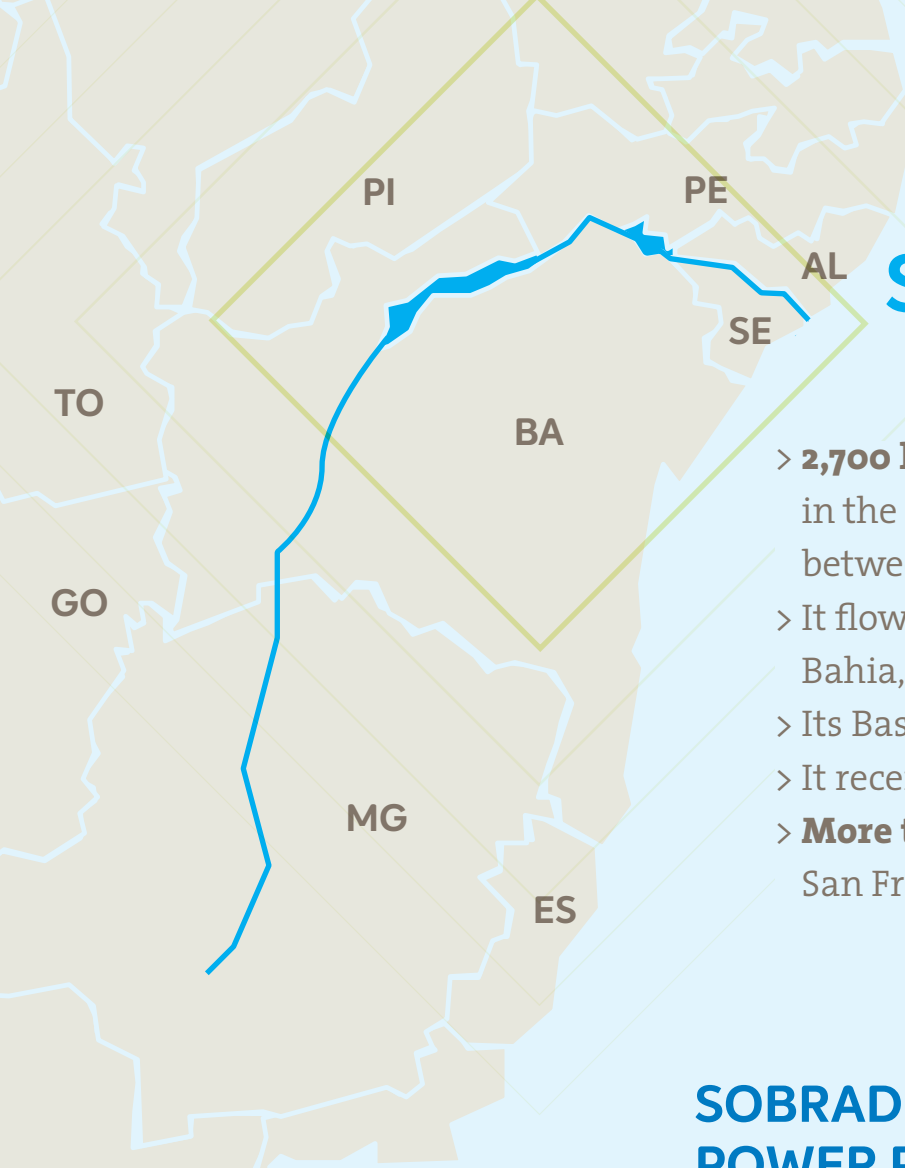 PI
PE
AL
S
SE
TO
BA
> 2,700
in the
> It flow
Bahia,
GO
> Its Bas
> It rece
MG
> More
San Fr
ES
SOBRAD
POWER